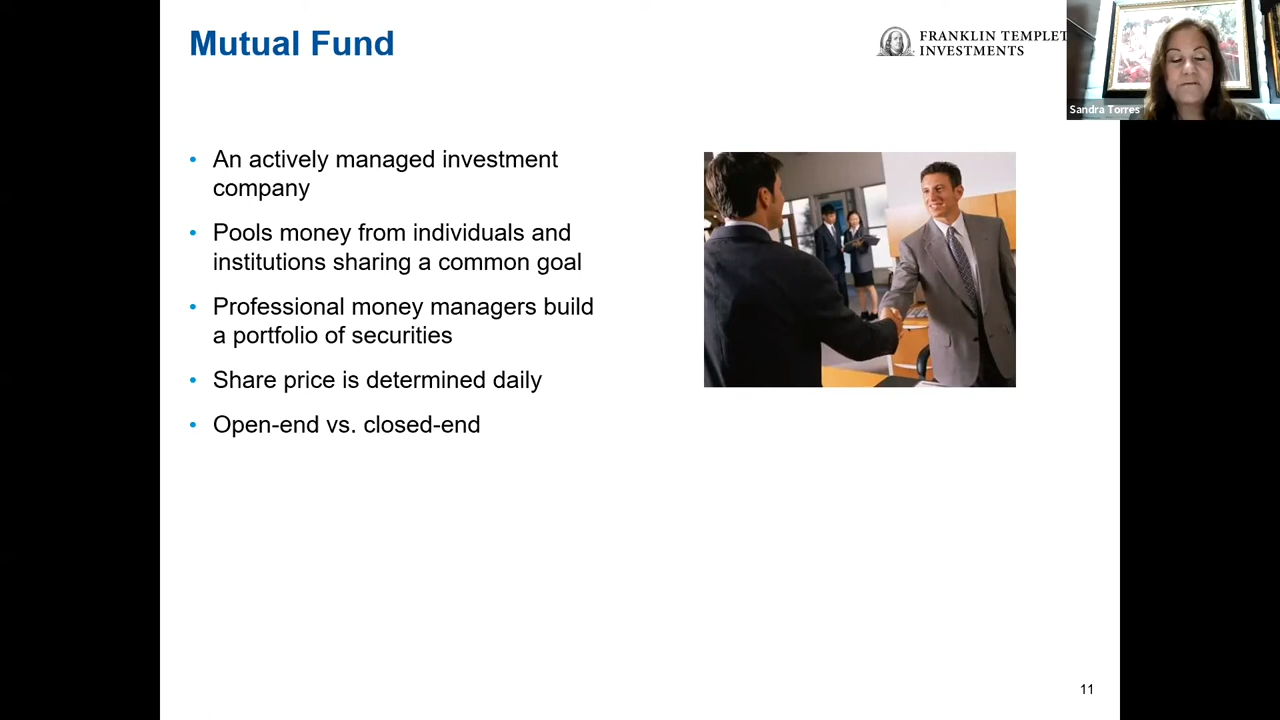 Mutual Fund
FRANKLIN TEMPLET
INVESTMENTS
Sandra Torres
• An actively managed investment
company
• Pools money from individuals and
institutions sharing a common goal
• Professional money managers build
a portfolio of securities
• Share price is determined daily
• Open-end vs. closed-end
11